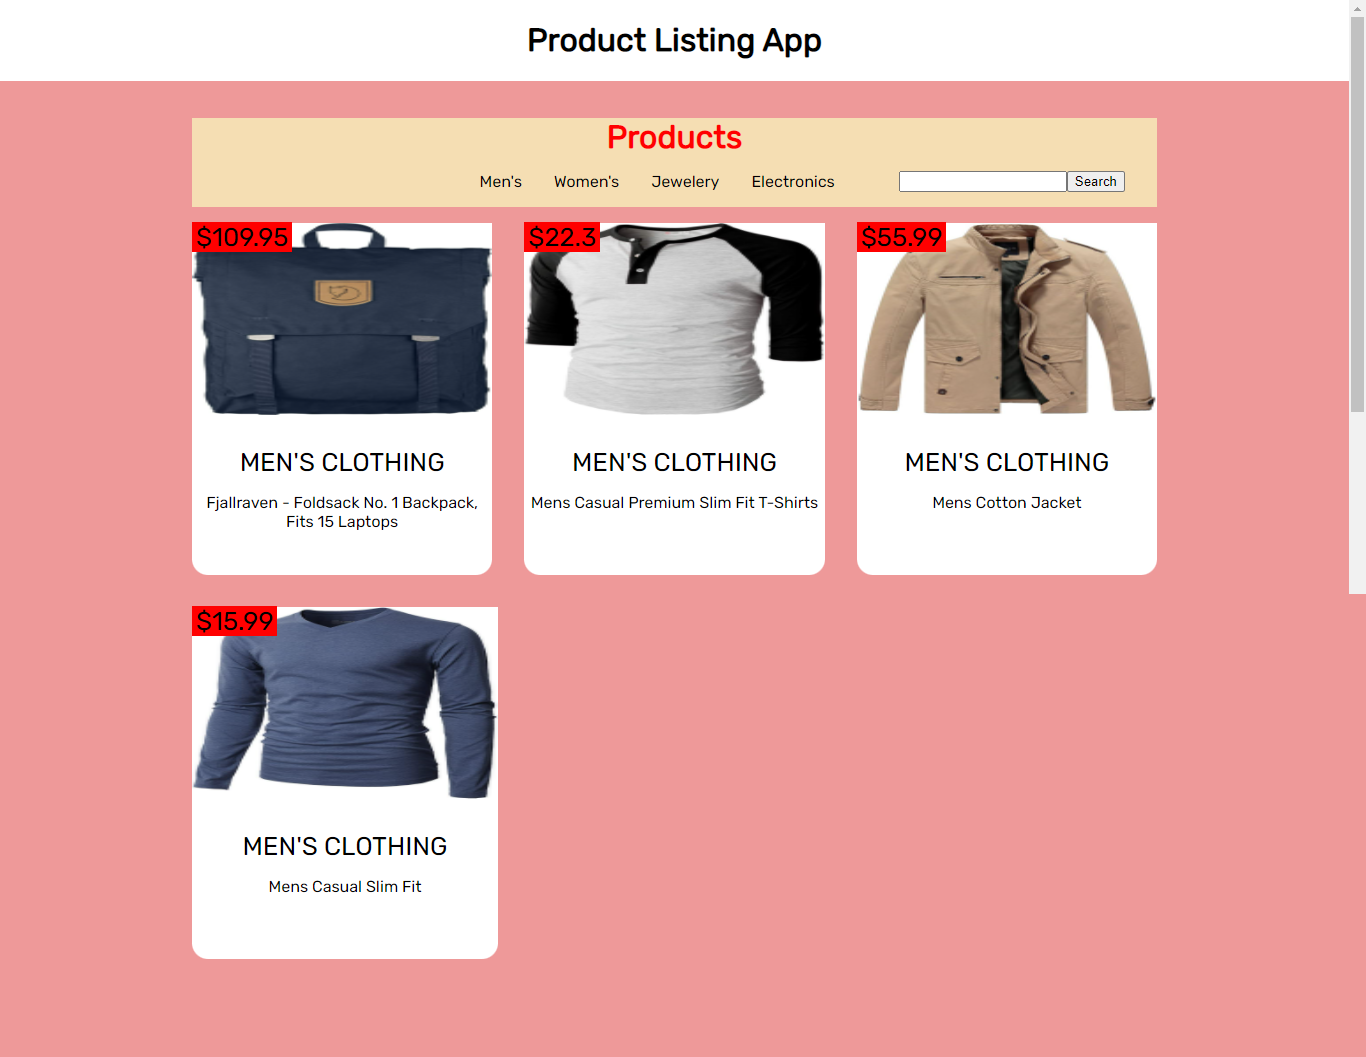 Product Listing App
Products
Men's Women's Jewelery Electronics Search
$109.95 $22.3 $55.99
MEN'S CLOTHING MEN'S CLOTHING MEN'S CLOTHING
Fjallraven - Foldsack No. 1 Backpack, Mens Casual Premium Slim Fit T-Shirts Mens Cotton Jacket
Fits 15 Laptops
$15.99
MEN'S CLOTHING
Mens Casual Slim Fit